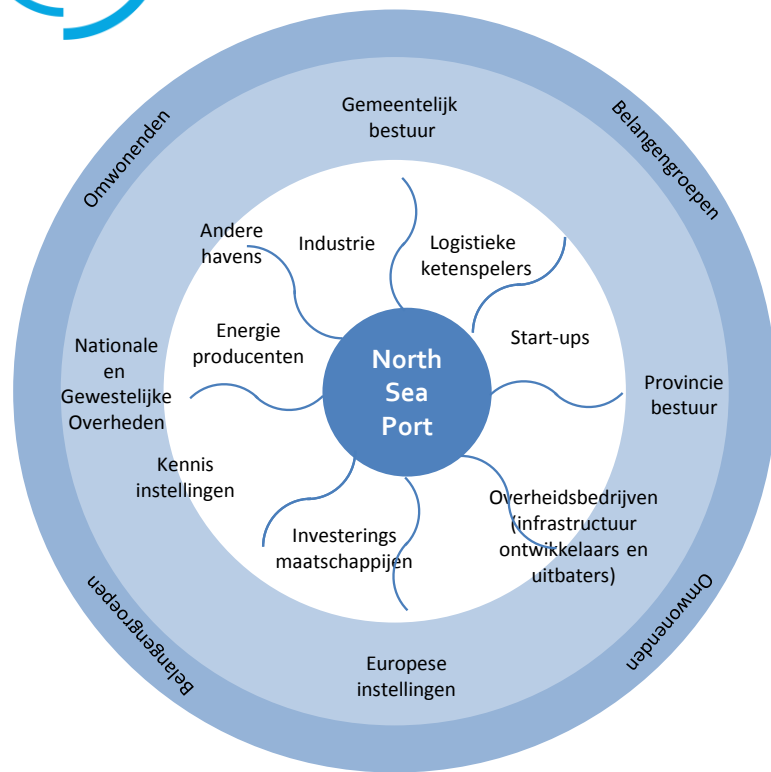 Gemeentelijk
bestuur
Omwonenden
Belangengroepen
Andere
havens
Industrie
Logistieke
ketenspelers
Energie
producenten
Start-ups
North
Sea
Port
Nationale
en
Gewestelijke
Overheden
Provincie
bestuur
Kennis
instellingen
Investerings
maatschappijen
Overheidsbedrijven
(infrastructuur
ontwikkelaars en
uitbaters)
Belangengroepen
Omwonenden
Europese
instellingen